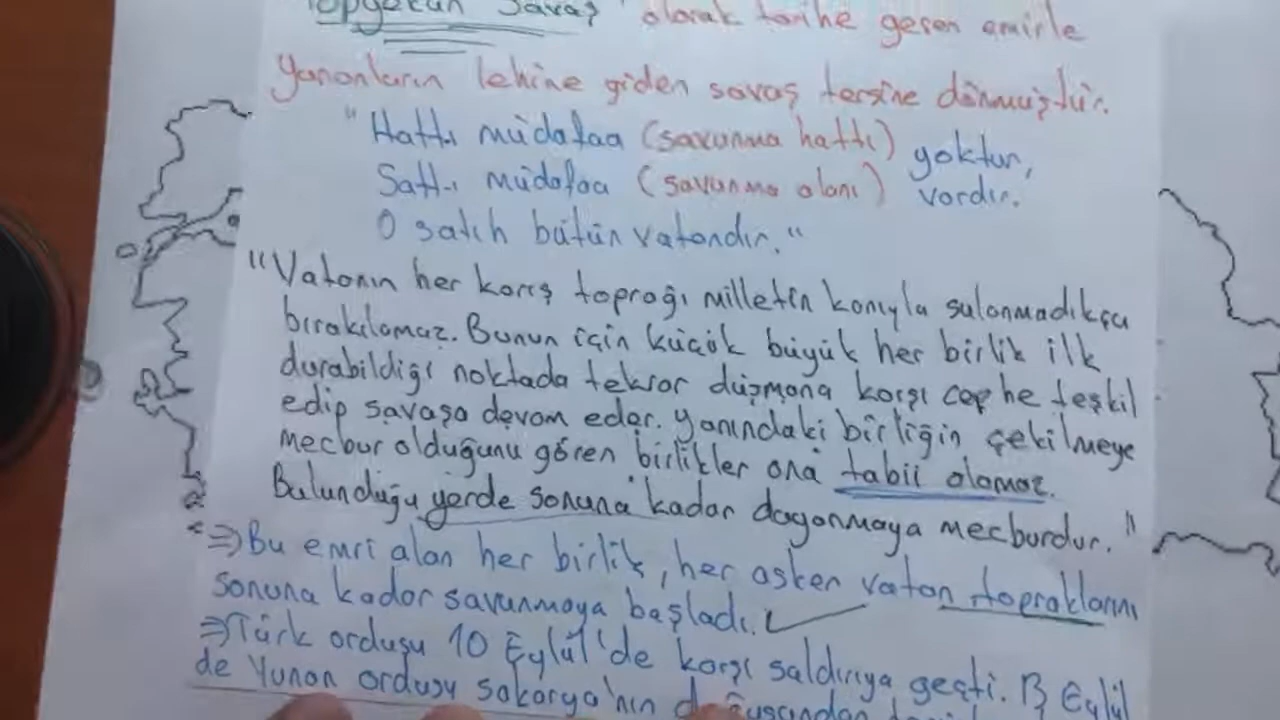 Topyekün Savaş" olarak tarihe geçen emirle
Yunanların lehine giden savaş tersine dönmüştür.
"Hattı müdafaa (savunma hattı) yoktur,
Sathı müdafaa (savunma alanı) vardır.
O satıh bütün vatandır."
"Vatanın her karış toprağı milletin kanıyla sulanmadıkça
bırakılamaz. Bunun için küçük büyük her birlik ilk
durabildiği noktada tekrar düşmana karşı cephe teşkil
edip savaşa devam eder. Yanındaki birliğin çekilmeye
mecbur olduğunu gören birlikler ona tabii olamaz.
Bulunduğu yerde sonuna kadar dayanmaya mecburdur."
⇒Bu emri alan her birlik, her asker vatan topraklarını
sonuna kadar savunmaya başladı.
⇒Türk ordusu 10 Eylül'de karşı saldırıya geçti. 13 Eylül
de Yunan ordusu Sakarya'nın